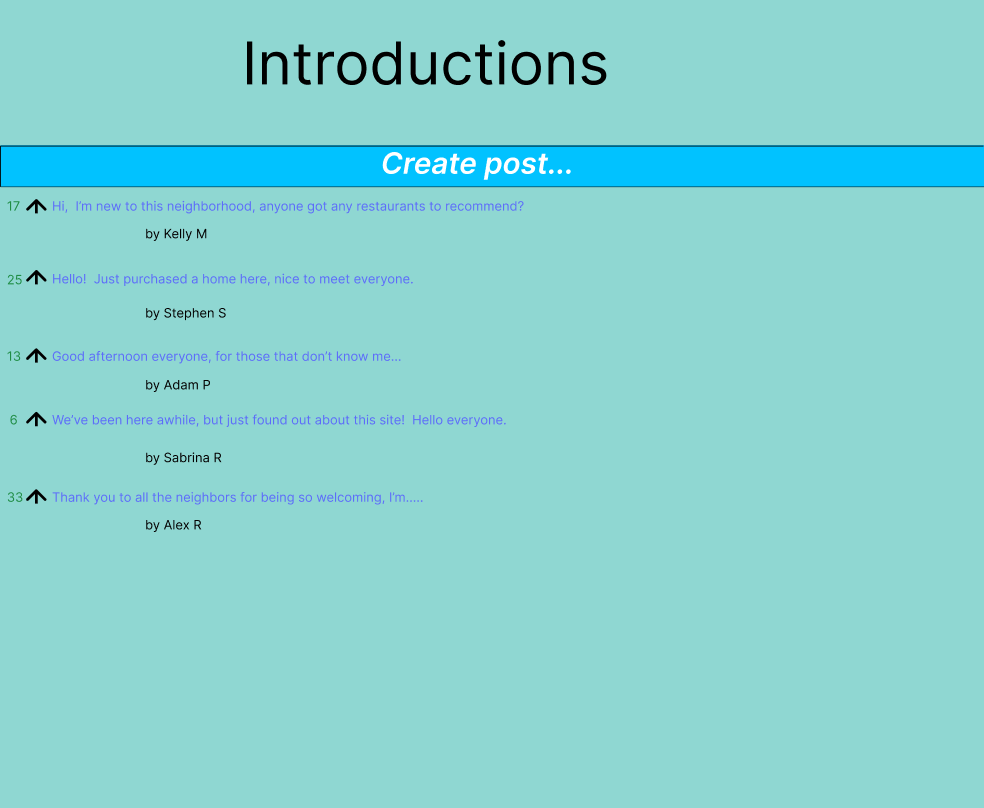 Introductions
Create post...
17 Hi,  I’m new to this neighborhood, anyone got any restaurants to recommend?
by Kelly M
25 Hello!  Just purchased a home here, nice to meet everyone.
by Stephen S
13 Good afternoon everyone, for those that don’t know me...
by Adam P
6 We’ve been here awhile, but just found out about this site!  Hello everyone.
by Sabrina R
33 Thank you to all the neighbors for being so welcoming, I’m.....
by Alex R